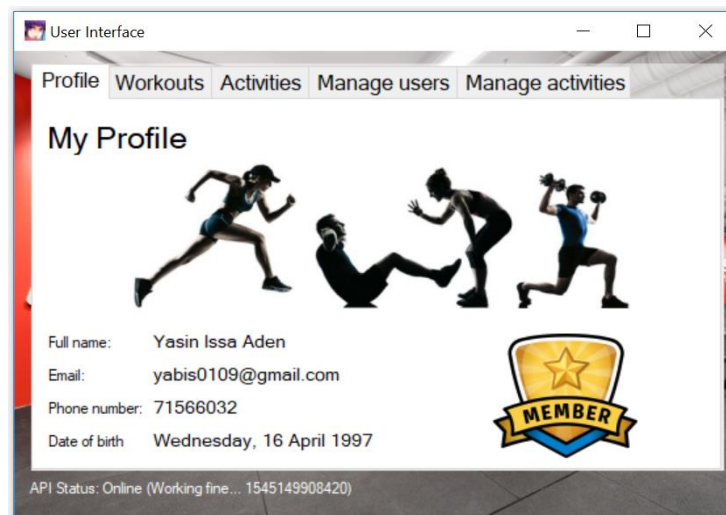 User Interface
Profile Workouts Activities Manage users Manage activities
My Profile
Full name: Yasin Issa Aden
Email: yabis0109@gmail.com
Phone number: 71566032
Date of birth Wednesday, 16 April 1997
MEMBER
API Status: Online (Working fine... 1545149908420)